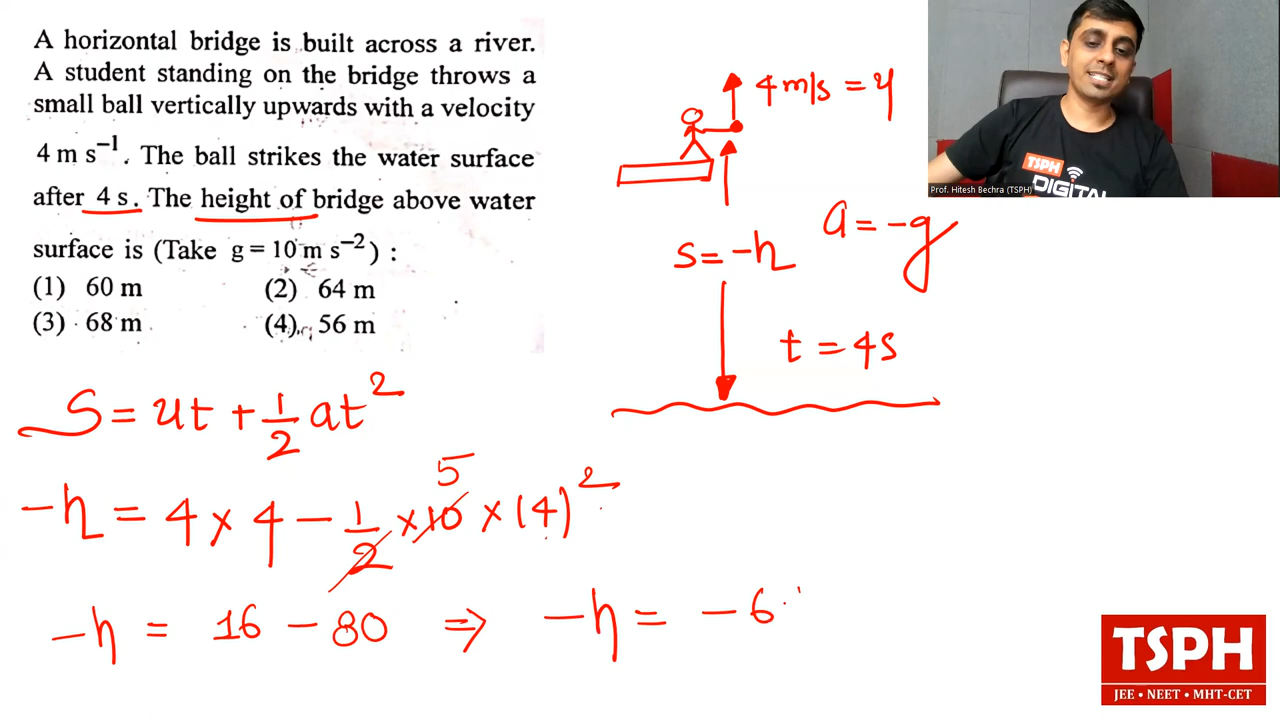 A horizontal bridge is built across a river.
A student standing on the bridge throws a
small ball vertically upwards with a velocity
4 m s⁻¹. The ball strikes the water surface
after 4 s. The height of bridge above water
surface is (Take g = 10 m s⁻²) :
(1) 60 m (2) 64 m
(3) 68 m (4) 56 m
4 m/s = u
a = -g
s = -h
t = 4s
S = ut + 1/2 at²
-h = 4 × 4 - 1/2 × 10 × (4)²
5
-h = 16 - 80 ⇒ -h = - 6
Prof. Hitesh Bechra (TSPH)
TSPH
DIGITAL
TSPH
JEE • NEET • MHT-CET